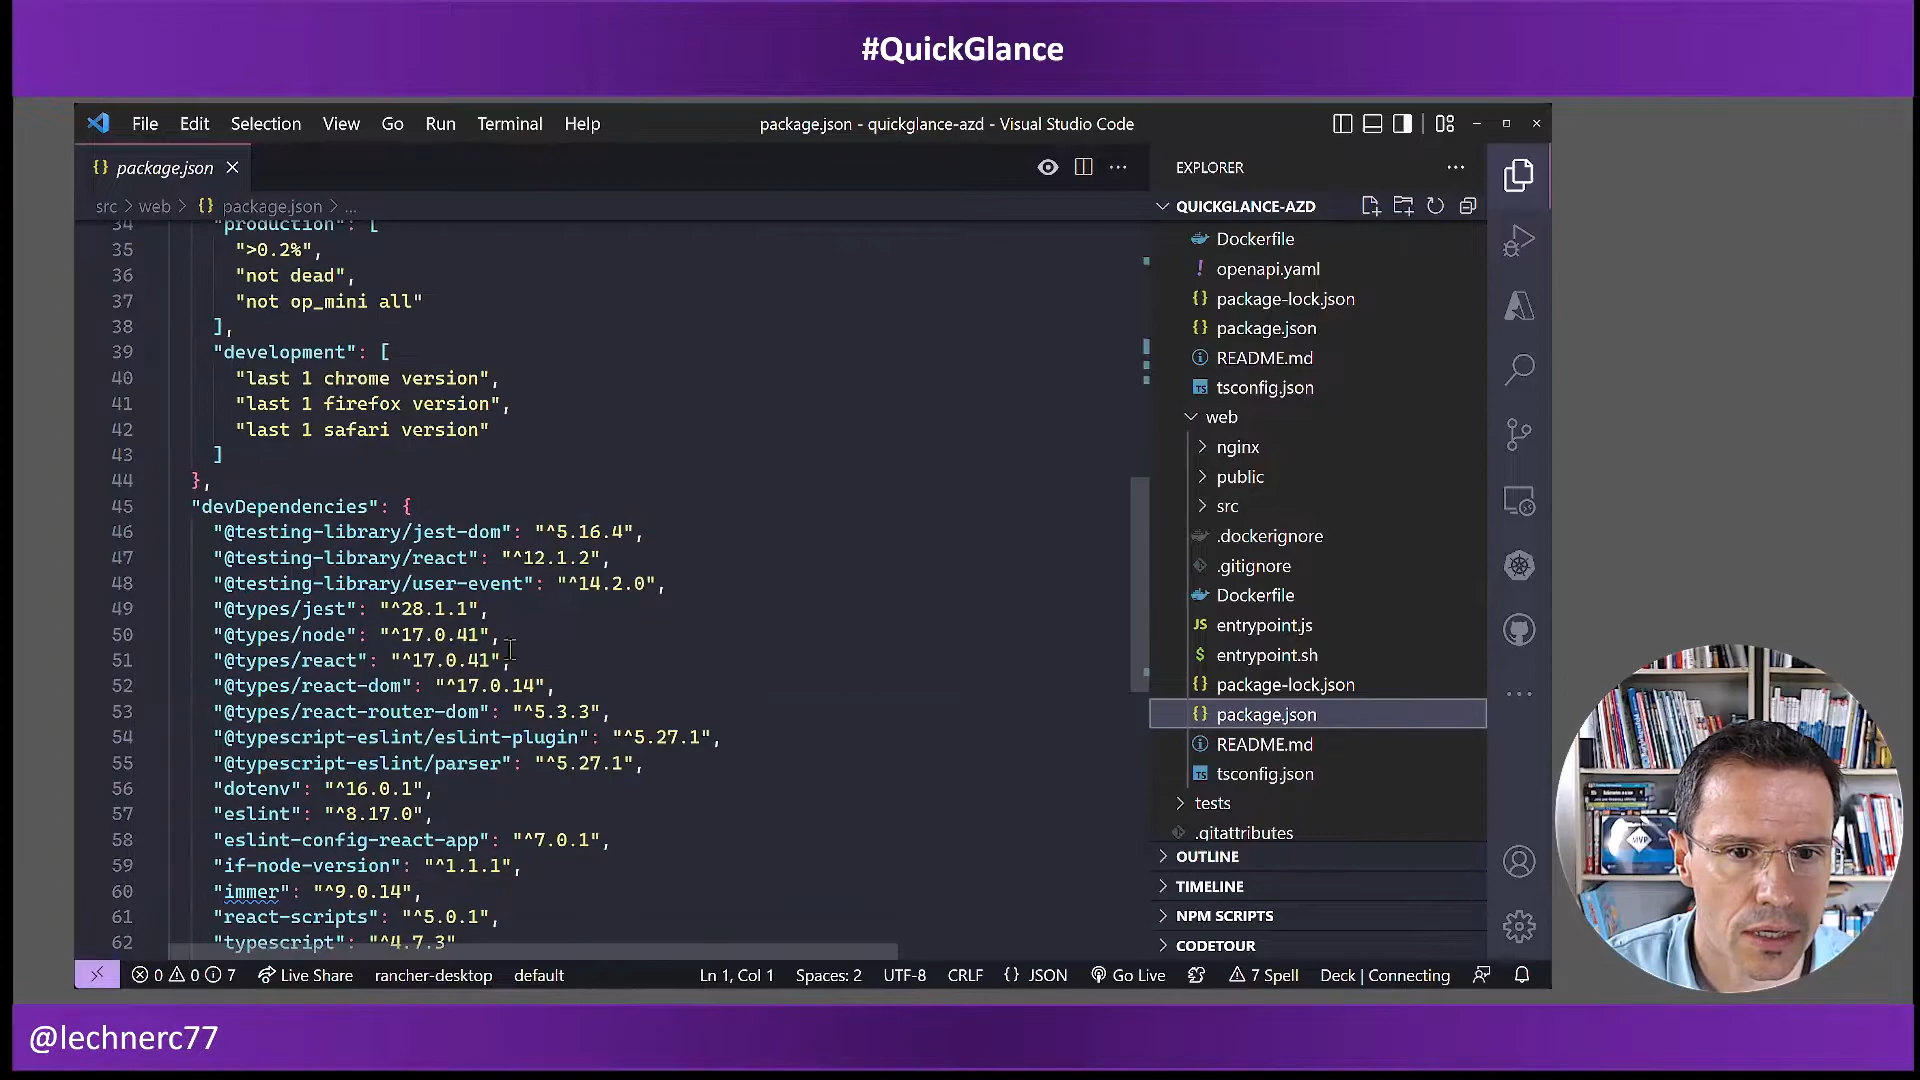 #QuickGlance
File Edit Selection View Go Run Terminal Help
package.json - quickglance-azd - Visual Studio Code
package.json
src > web > {} package.json > ...
34 "production": [
35 ">0.2%",
36 "not dead",
37 "not op_mini all"
38 ],
39 "development": [
40 "last 1 chrome version",
41 "last 1 firefox version",
42 "last 1 safari version"
43 ]
44 },
45 "devDependencies": {
46 "@testing-library/jest-dom": "^5.16.4",
47 "@testing-library/react": "^12.1.2",
48 "@testing-library/user-event": "^14.2.0",
49 "@types/jest": "^28.1.1",
50 "@types/node": "^17.0.41",
51 "@types/react": "^17.0.41",
52 "@types/react-dom": "^17.0.14",
53 "@types/react-router-dom": "^5.3.3",
54 "@typescript-eslint/eslint-plugin": "^5.27.1",
55 "@typescript-eslint/parser": "^5.27.1",
56 "dotenv": "^16.0.1",
57 "eslint": "^8.17.0",
58 "eslint-config-react-app": "^7.0.1",
59 "if-node-version": "^1.1.1",
60 "immer": "^9.0.14",
61 "react-scripts": "^5.0.1",
62 "typescript": "^4.7.3"
EXPLORER
QUICKGLANCE-AZD
Dockerfile
openapi.yaml
package-lock.json
package.json
README.md
tsconfig.json
web
nginx
public
src
.dockerignore
.gitignore
Dockerfile
entrypoint.js
entrypoint.sh
package-lock.json
package.json
README.md
tsconfig.json
tests
.gitattributes
OUTLINE
TIMELINE
NPM SCRIPTS
CODETOUR
0 0 7 Live Share rancher-desktop default
Ln 1, Col 1 Spaces: 2 UTF-8 CRLF {} JSON Go Live 7 Spell Deck | Connecting
MVP
@lechnerc77